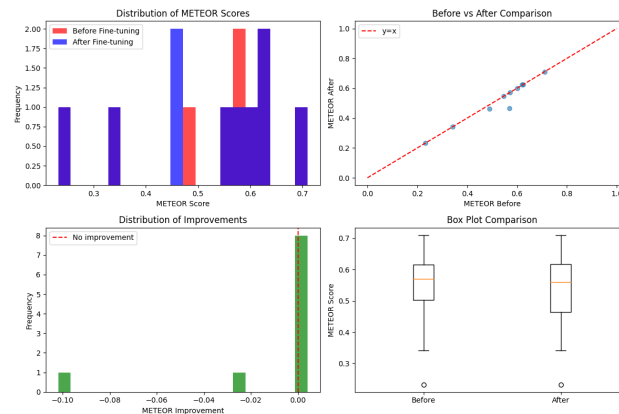 Distribution of METEOR Scores
Before Fine-tuning
After Fine-tuning
2.00
1.75
1.50
1.25
1.00
0.75
0.50
0.25
0.00
Frequency
0.3
0.4
0.5
0.6
0.7
METEOR Score
Before vs After Comparison
y=x
1.0
0.8
0.6
0.4
0.2
0.0
METEOR After
0.0
0.2
0.4
0.6
0.8
1.0
METEOR Before
Distribution of Improvements
No improvement
8
7
6
5
4
3
2
1
0
Frequency
−0.10
−0.08
−0.06
−0.04
−0.02
0.00
METEOR Improvement
Box Plot Comparison
0.7
0.6
0.5
0.4
0.3
METEOR Score
Before
After